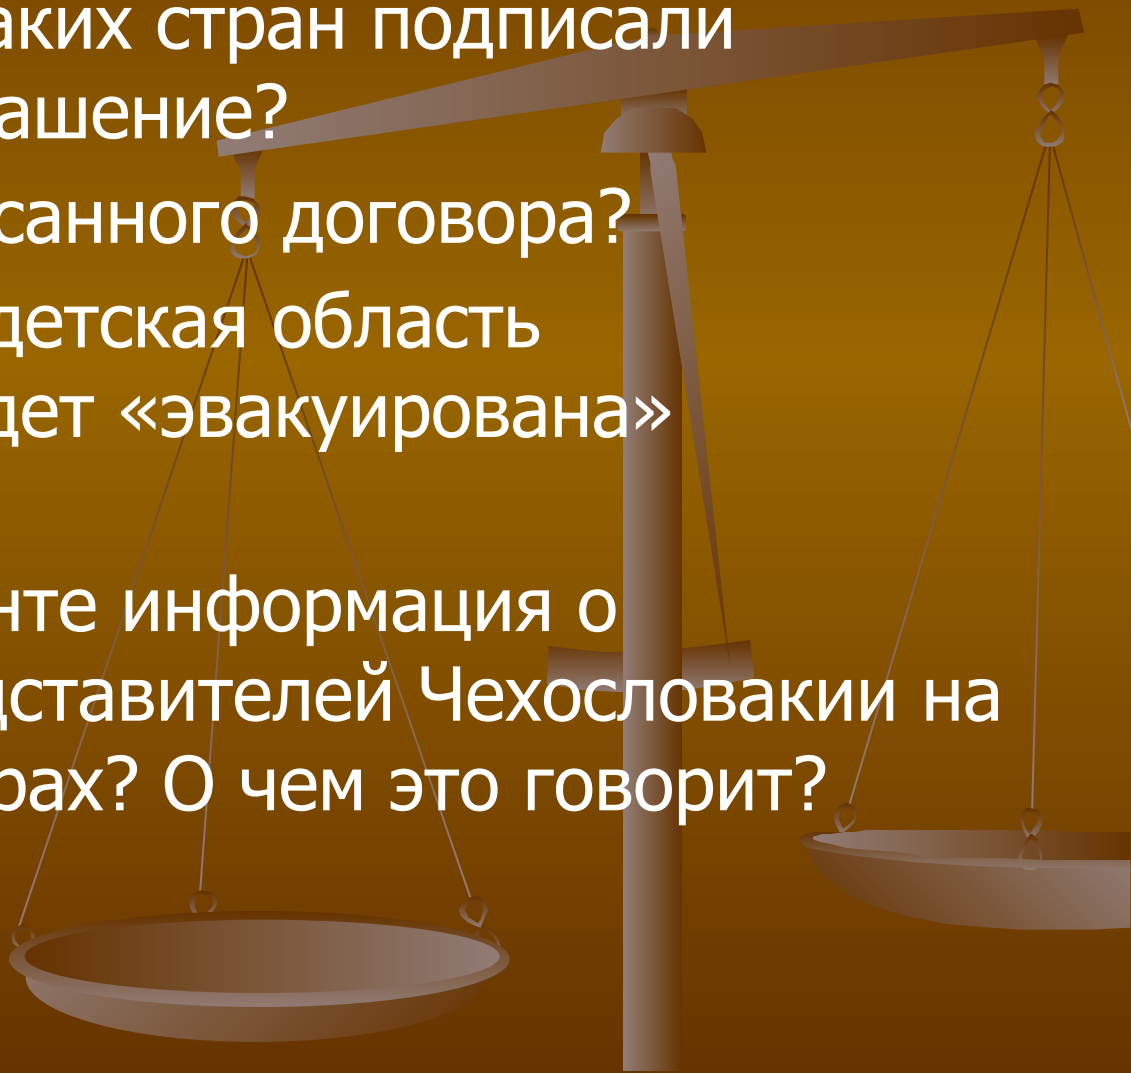 аких стран подписали
ашение?
санного договора?
детская область
дет «эвакуирована»
нте информация о
дставителей Чехословакии на
рах? О чем это говорит?